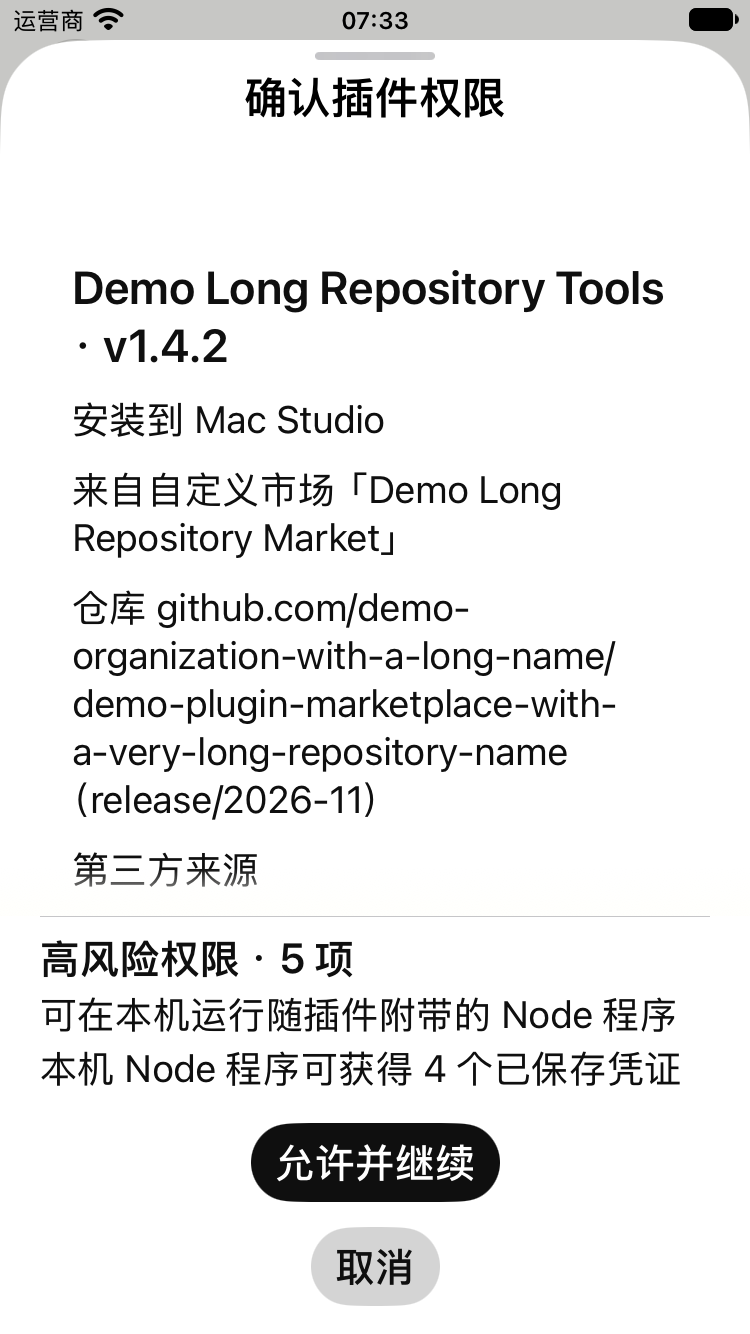 运营商
07:33
确认插件权限
Demo Long Repository Tools
· v1.4.2
安装到 Mac Studio
来自自定义市场「Demo Long
Repository Market」
仓库 github.com/demo-
organization-with-a-long-name/
demo-plugin-marketplace-with-
a-very-long-repository-name
（release/2026-11）
第三方来源
高风险权限 · 5 项
可在本机运行随插件附带的 Node 程序
本机 Node 程序可获得 4 个已保存凭证
允许并继续
取消